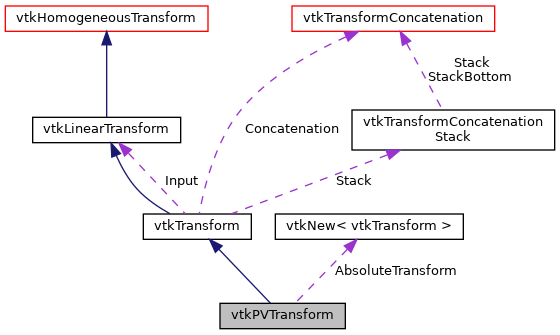 vtkHomogeneousTransform
vtkTransformConcatenation
Stack
StackBottom
vtkLinearTransform
Concatenation
vtkTransformConcatenation
Stack
Input
Stack
vtkTransform
vtkNew< vtkTransform >
AbsoluteTransform
vtkPVTransform